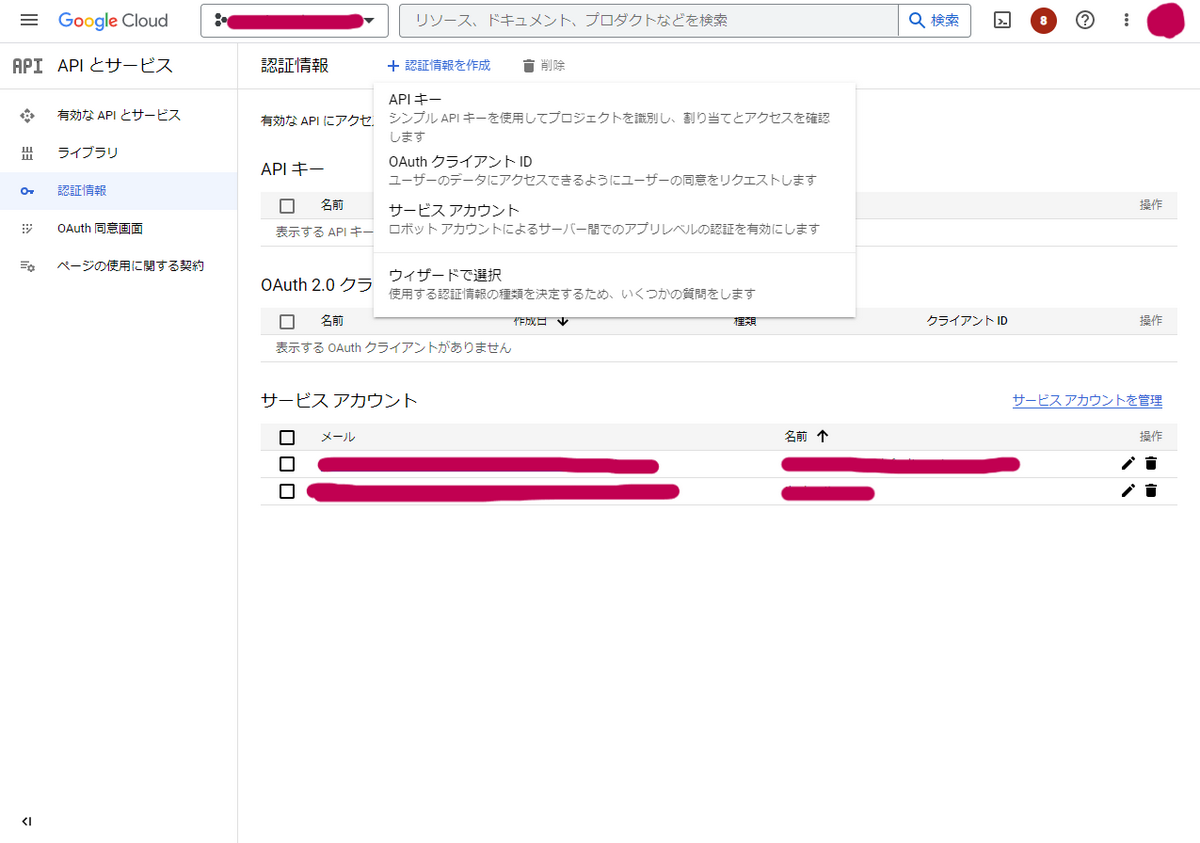 Google Cloud
リソース、ドキュメント、プロダクトなどを検索
検索
8
API
API とサービス
認証情報
認証情報を作成
削除
有効な API とサービス
ライブラリ
認証情報
OAuth 同意画面
ページの使用に関する契約
有効な API にアクセ
API キー
シンプル API キーを使用してプロジェクトを識別し、割り当てとアクセスを確認
します
OAuth クライアント ID
ユーザーのデータにアクセスできるようにユーザーの同意をリクエストします
サービス アカウント
ロボット アカウントによるサーバー間でのアプリレベルの認証を有効にします
ウィザードで選択
使用する認証情報の種類を決定するため、いくつかの質問をします
API キー
名前
操作
表示する API キー
OAuth 2.0 クラ
名前
作成日
種類
クライアント ID
操作
表示する OAuth クライアントがありません
サービス アカウント
サービス アカウントを管理
メール
名前
操作